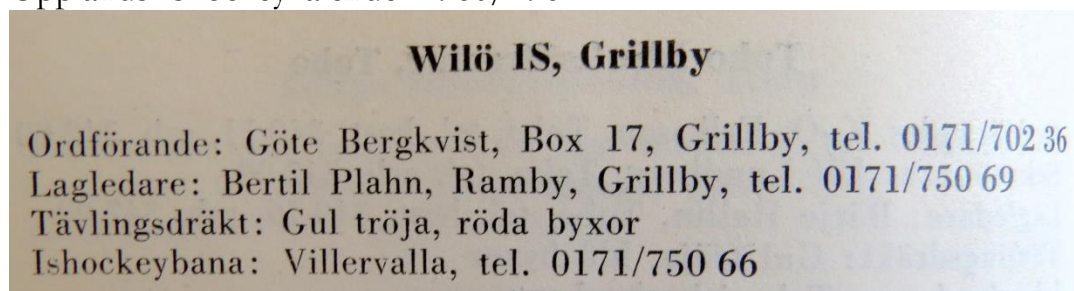 Wilö IS, Grillby
Ordförande: Göte Bergkvist, Box 17, Grillby, tel. 0171/702 36
Lagledare: Bertil Plahn, Ramby, Grillby, tel. 0171/750 69
Tävlingsdräkt: Gul tröja, röda byxor
Ishockeybana: Villervalla, tel. 0171/750 66